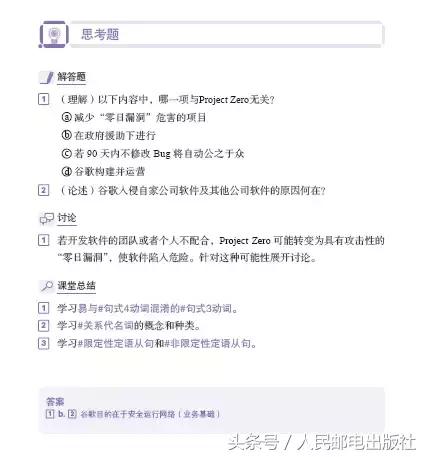 思考题
解答题
1 （理解）以下内容中，哪一项与Project Zero无关？
ⓐ 减少“零日漏洞”危害的项目
ⓑ 在政府援助下进行
ⓒ 若 90 天内不修改 Bug 将自动公之于众
ⓓ 谷歌构建并运营
2 （论述）谷歌入侵自家公司软件及其他公司软件的原因何在？
讨论
1 若开发软件的团队或者个人不配合，Project Zero 可能转变为具有攻击性的
“零日漏洞”，使软件陷入危险。针对这种可能性展开讨论。
课堂总结
1 学习易与#句式4动词混淆的#句式3动词。
2 学习#关系代名词的概念和种类。
3 学习#限定性定语从句和#非限定性定语从句。
答案
1 b. 2 谷歌目的在于安全运行网络（业务基础）
头条号 / 人民邮电出版社